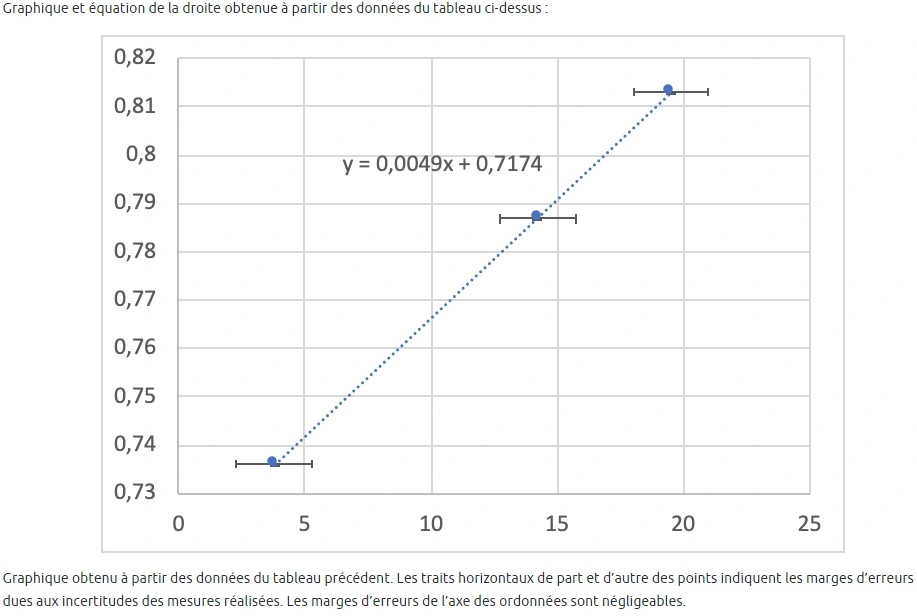 Graphique et équation de la droite obtenue à partir des données du tableau ci-dessus :
0,82
0,81
0,8
y = 0,0049x + 0,7174
0,79
0,78
0,77
0,76
0,75
0,74
0,73
0 5 10 15 20 25
Graphique obtenu à partir des données du tableau précédent. Les traits horizontaux de part et d’autre des points indiquent les marges d’erreurs
dues aux incertitudes des mesures réalisées. Les marges d’erreurs de l’axe des ordonnées sont négligeables.